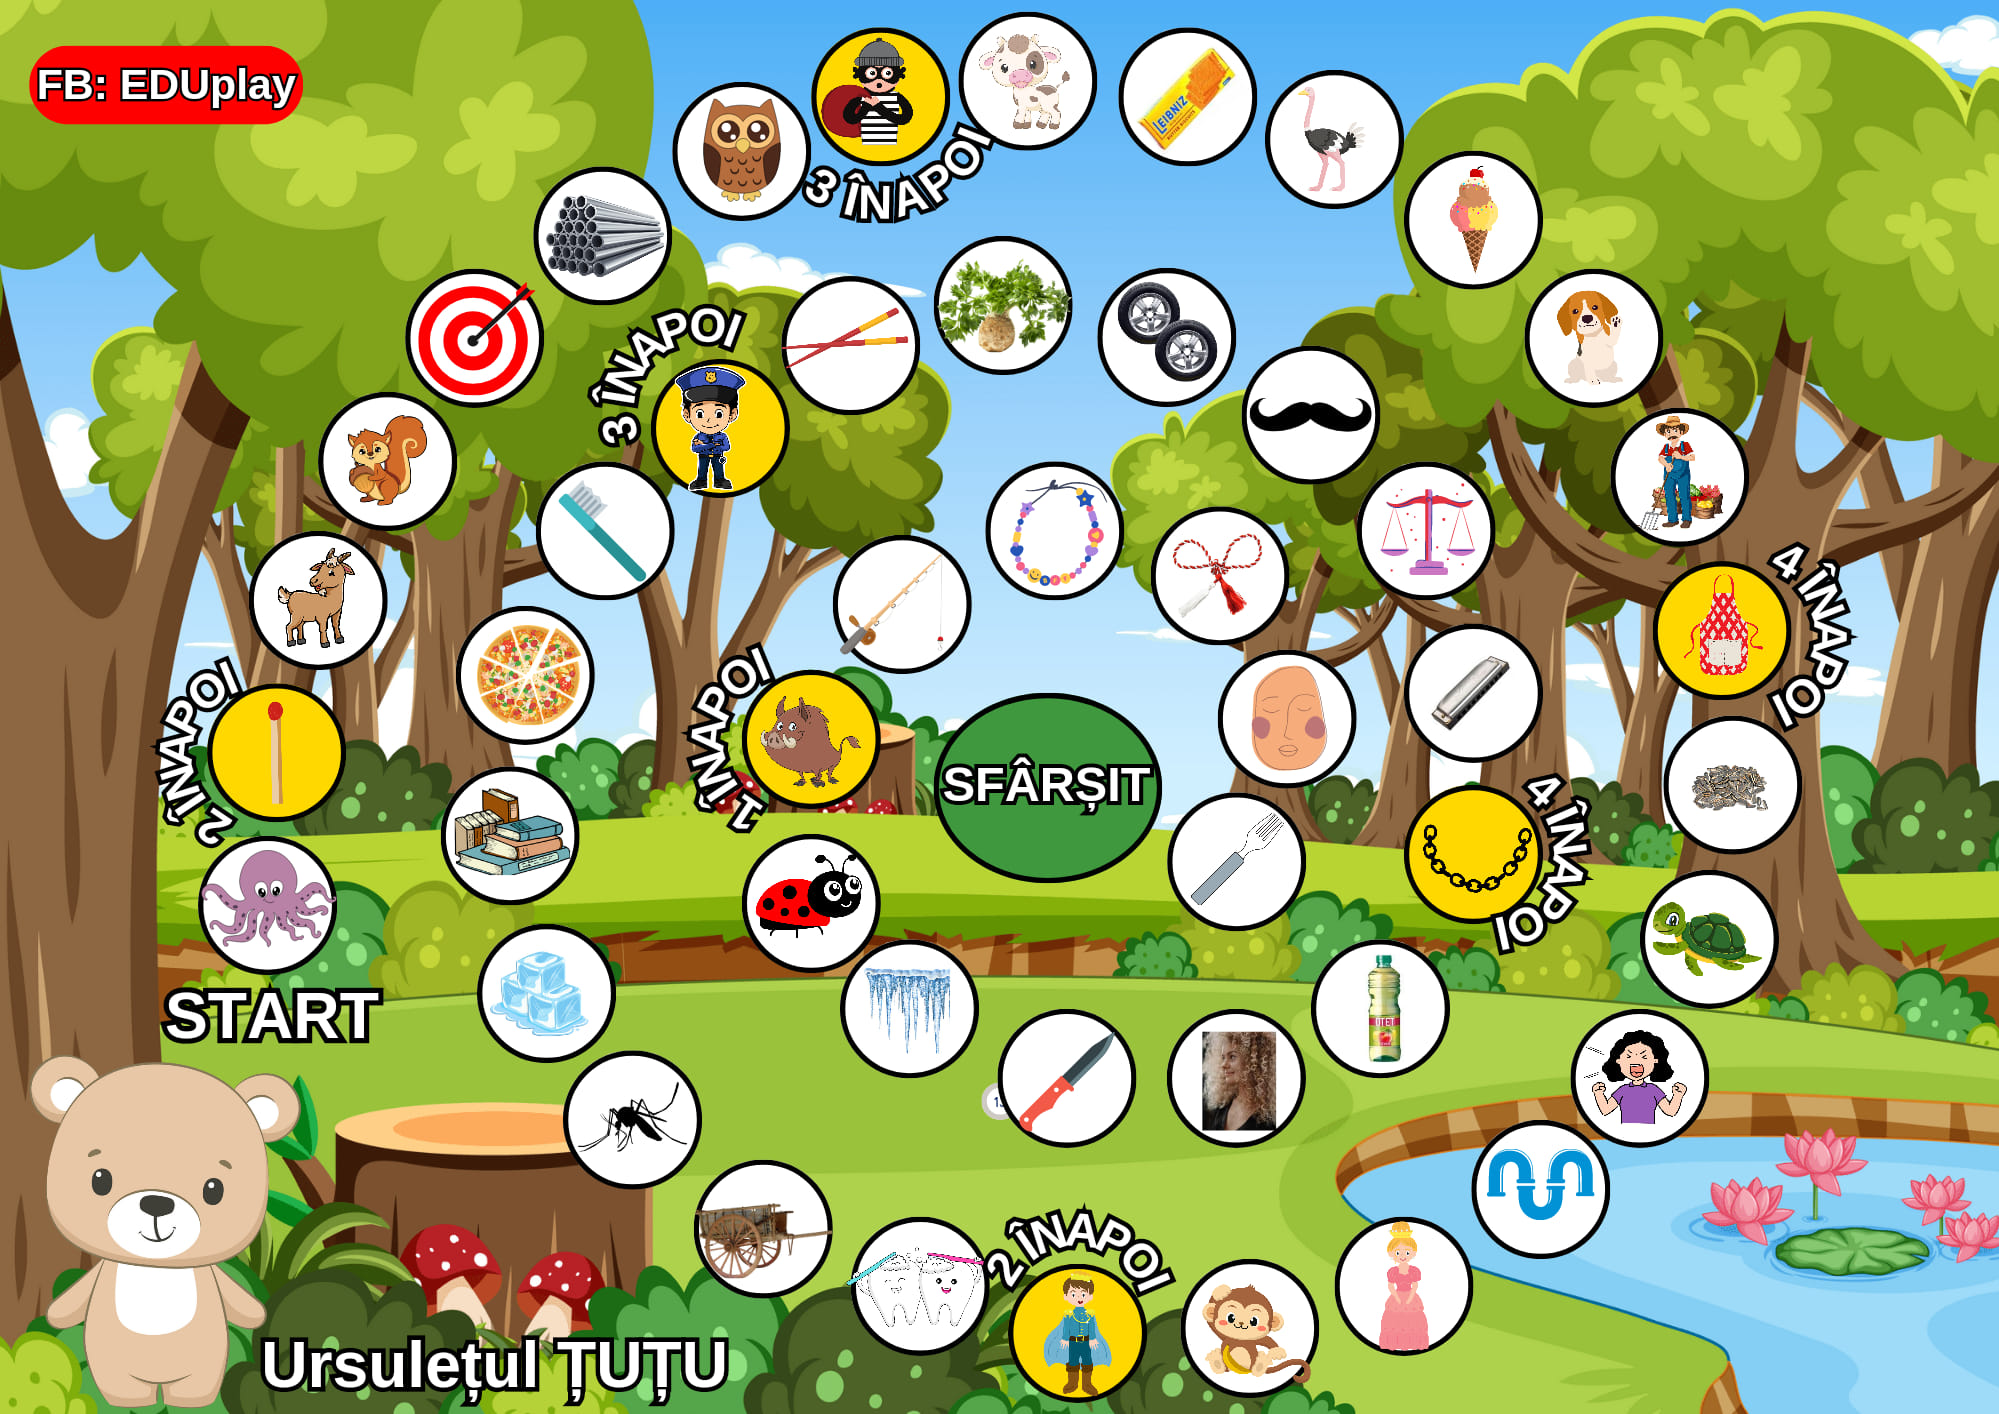 FB: EDUplay
3 ÎNAPOI
LEIBNIZ
3 ÎNAPOI
4 ÎNAPOI
2 ÎNAPOI
1 ÎNAPOI
SFÂRȘIT
4 ÎNAPOI
START
2 ÎNAPOI
Ursulețul ȚUȚU